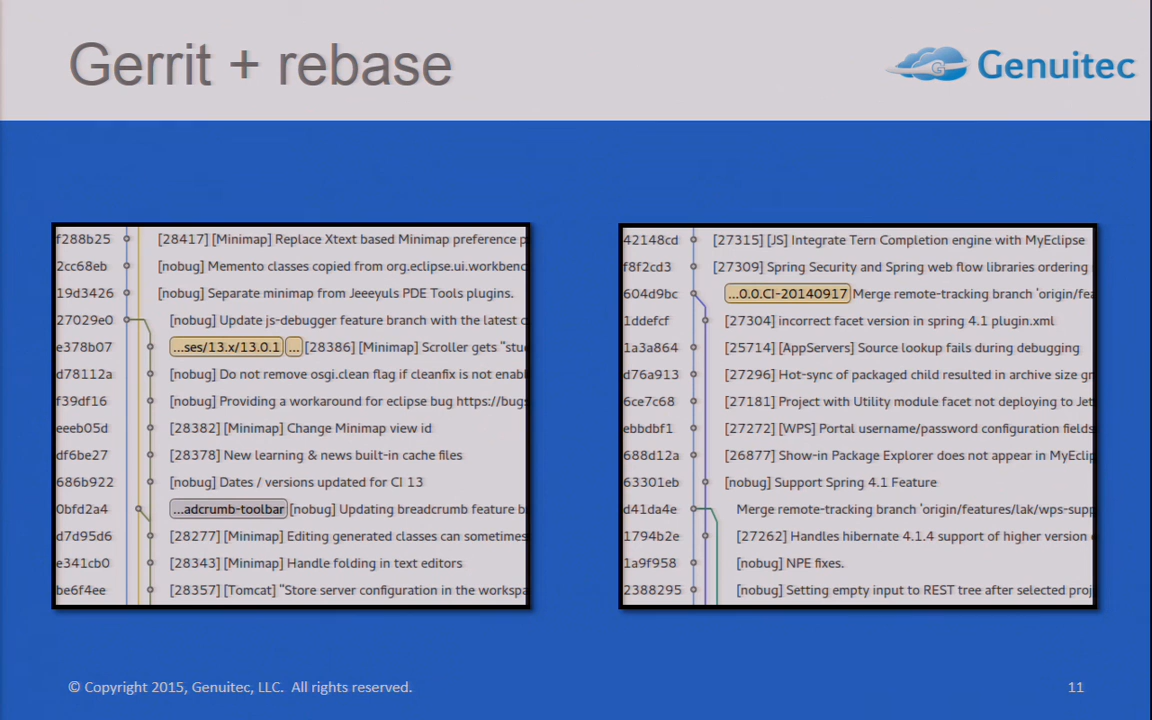 Gerrit + rebase
Genuitec
f288b25 [28417] [Minimap] Replace Xtext based Minimap preference p
2cc68eb [nobug] Memento classes copied from org.eclipse.ui.workbenc
19d3426 [nobug] Separate minimap from Jeeeyuls PDE Tools plugins.
27029e0 [nobug] Update js-debugger feature branch with the latest c
e378b07 ...ses/13.x/13.0.1 ... [28386] [Minimap] Scroller gets "stu
d78112a [nobug] Do not remove osgi.clean flag if cleanfix is not enabl
f39df16 [nobug] Providing a workaround for eclipse bug https://bugs
eeeb05d [28382] [Minimap] Change Minimap view id
df6be27 [28378] New learning & news built-in cache files
686b922 [nobug] Dates / versions updated for CI 13
0bfd2a4 ...adcrumb-toolbar [nobug] Updating breadcrumb feature b
d7d95d6 [28277] [Minimap] Editing generated classes can sometimes
e341cb0 [28343] [Minimap] Handle folding in text editors
be6f4ee [28357] [Tomcat] "Store server configuration in the workspa
42148cd [27315] [JS] Integrate Tern Completion engine with MyEclipse
f8f2cd3 [27309] Spring Security and Spring web flow libraries ordering
604d9bc ...0.0.CI-20140917 Merge remote-tracking branch 'origin/fea
1ddefcf [27304] incorrect facet version in spring 4.1 plugin.xml
1a3a864 [25714] [AppServers] Source lookup fails during debugging
d76a913 [27296] Hot-sync of packaged child resulted in archive size gr
6ce7c68 [27181] Project with Utility module facet not deploying to Jet
ebbdbf1 [27272] [WPS] Portal username/password configuration fields
688d12a [26877] Show-in Package Explorer does not appear in MyEclip
63301eb [nobug] Support Spring 4.1 Feature
d41da4e Merge remote-tracking branch 'origin/features/lak/wps-supp
1794b2e [27262] Handles hibernate 4.1.4 support of higher version
1a9f958 [nobug] NPE fixes.
2388295 [nobug] Setting empty input to REST tree after selected proj
© Copyright 2015, Genuitec, LLC. All rights reserved.
11